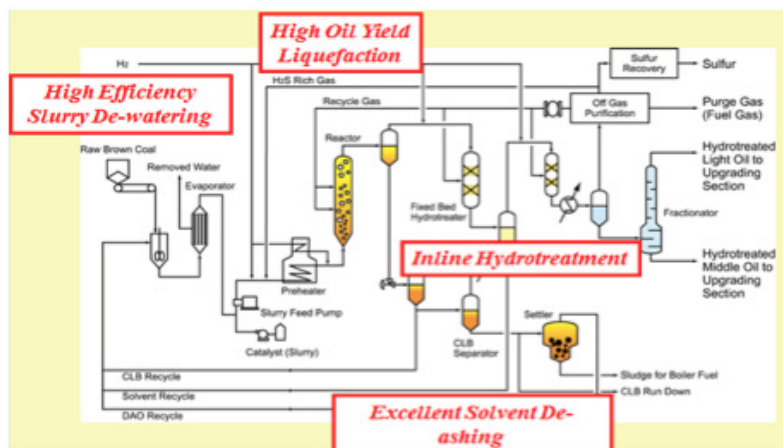 High Oil Yield
Liquefaction
H₂
H₂S Rich Gas
Sulfur
Recovery
Sulfur
High Efficiency
Slurry De-watering
Recycle Gas
Off Gas
Purification
Purge Gas
(Fuel Gas)
Reactor
Raw Brown Coal
Removed Water
Evaporator
Hydrotreated
Light Oil to
Upgrading
Section
Fixed Bed
Hydrotreater
Fractionator
Inline Hydrotreatment
Hydrotreated
Middle Oil to
Upgrading
Section
Preheater
Slurry Feed Pump
Settler
CLB
Separator
Catalyst (Slurry)
Sludge for Boiler Fuel
CLB Recycle
CLB Run Down
Solvent Recycle
DAO Recycle
Excellent Solvent De-
ashing